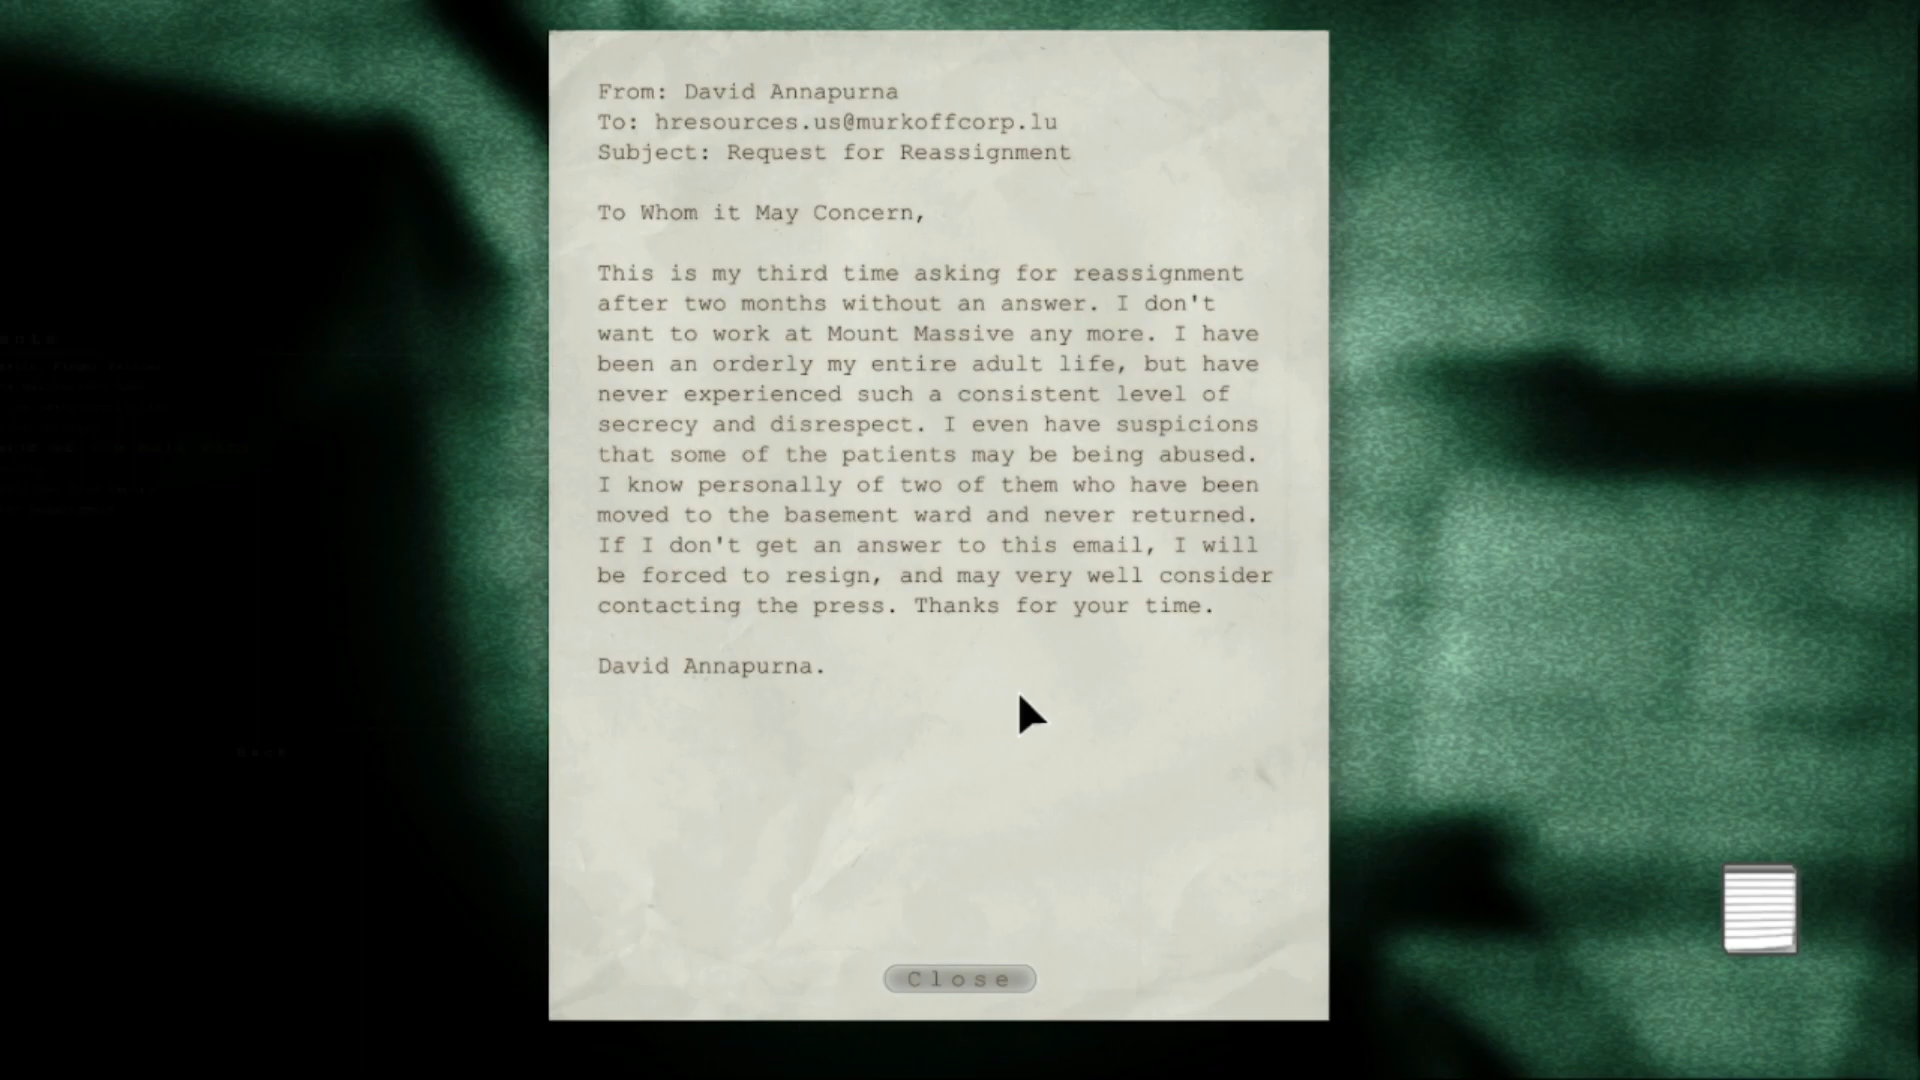 From: David Annapurna
To: hresources.us@murkoffcorp.lu
Subject: Request for Reassignment
To Whom it May Concern,
This is my third time asking for reassignment
after two months without an answer. I don't
want to work at Mount Massive any more. I have
been an orderly my entire adult life, but have
never experienced such a consistent level of
secrecy and disrespect. I even have suspicions
that some of the patients may be being abused.
I know personally of two of them who have been
moved to the basement ward and never returned.
If I don't get an answer to this email, I will
be forced to resign, and may very well consider
contacting the press. Thanks for your time.
David Annapurna.
Close